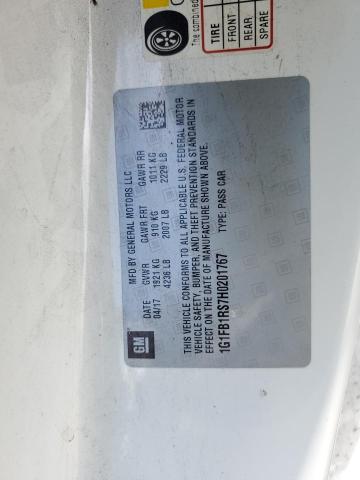 The combined
TIRE
FRONT
REAR
SPARE
GM
MFD BY GENERAL MOTORS LLC
04/17 GVWR GAWR FRT GAWR RR
1921 KG 910 KG 1011 KG
4236 LB 2007 LB 2229 LB
THIS VEHICLE CONFORMS TO ALL APPLICABLE U.S. FEDERAL MOTOR
VEHICLE SAFETY, BUMPER, AND THEFT PREVENTION STANDARDS IN
EFFECT ON THE DATE OF MANUFACTURE SHOWN ABOVE.
1G1FB1RS7H0201767 TYPE: PASS CAR